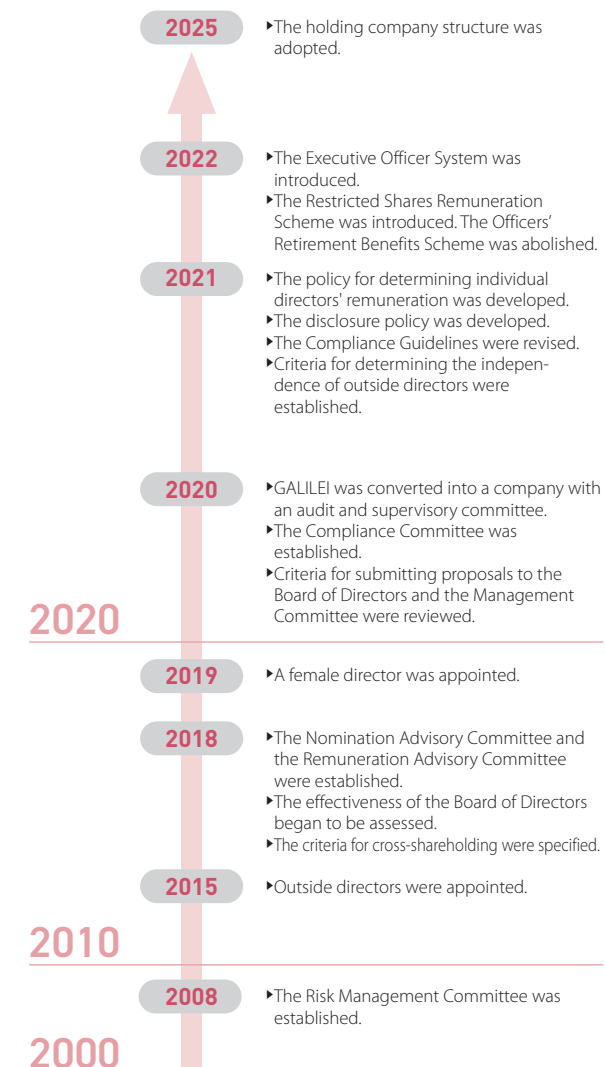 2025
▶The holding company structure was
adopted.
2022
▶The Executive Officer System was
introduced.
▶The Restricted Shares Remuneration
Scheme was introduced. The Officers’
Retirement Benefits Scheme was abolished.
2021
▶The policy for determining individual
directors' remuneration was developed.
▶The disclosure policy was developed.
▶The Compliance Guidelines were revised.
▶Criteria for determining the indepen-
dence of outside directors were
established.
2020
▶GALILEI was converted into a company with
an audit and supervisory committee.
▶The Compliance Committee was
established.
▶Criteria for submitting proposals to the
Board of Directors and the Management
Committee were reviewed.
2020
2019
▶A female director was appointed.
2018
▶The Nomination Advisory Committee and
the Remuneration Advisory Committee
were established.
▶The effectiveness of the Board of Directors
began to be assessed.
▶The criteria for cross-shareholding were specified.
2015
▶Outside directors were appointed.
2010
2008
▶The Risk Management Committee was
established.
2000